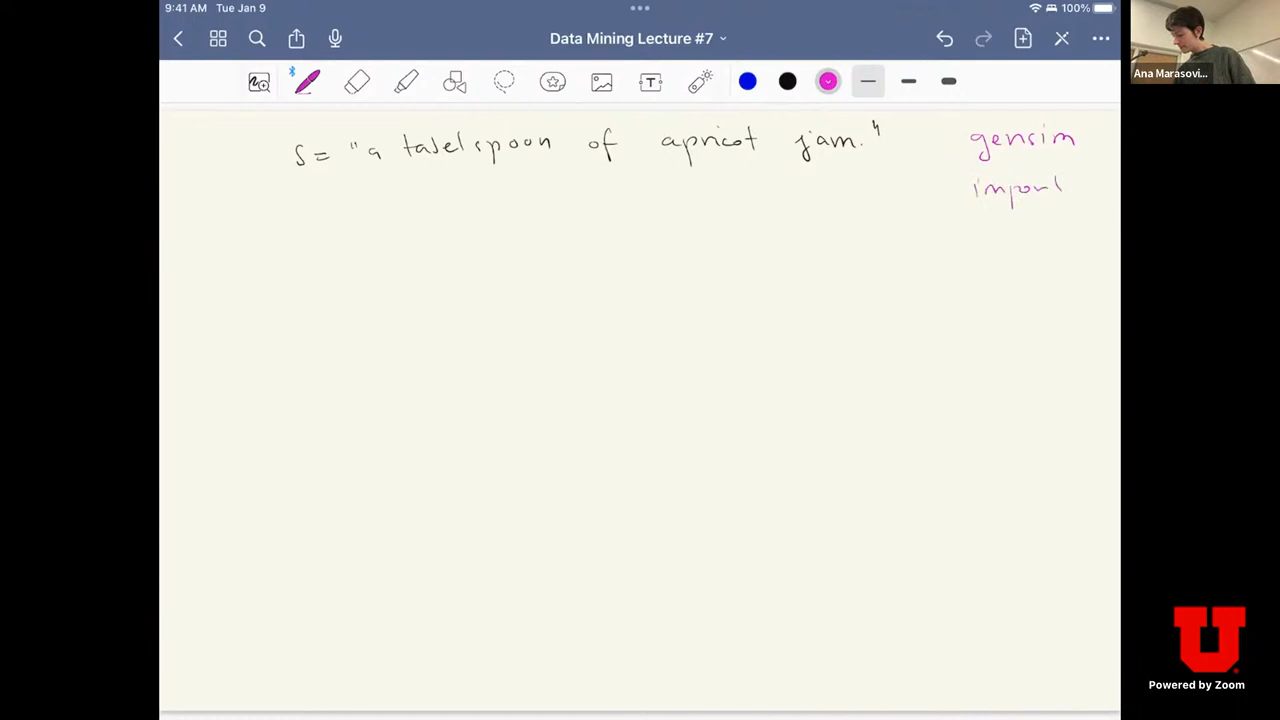 9:41 AM Tue Jan 9
100%
Data Mining Lecture #7
T
Ana Marasovi...
s = "a tabelspoon of apricot jam."
gensim
import
U
Powered by Zoom